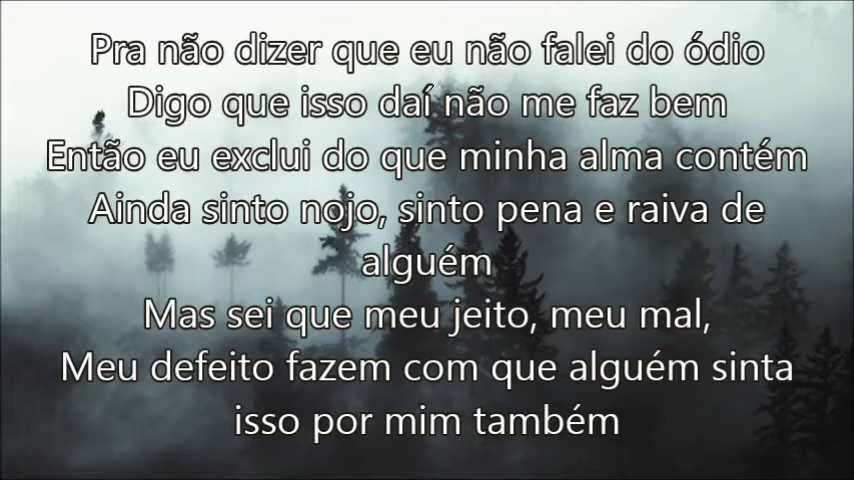 Pra não dizer que eu não falei do ódio
Digo que isso daí não me faz bem
Então eu exclui do que minha alma contém
Ainda sinto nojo, sinto pena e raiva de
alguém
Mas sei que meu jeito, meu mal,
Meu defeito fazem com que alguém sinta
isso por mim também